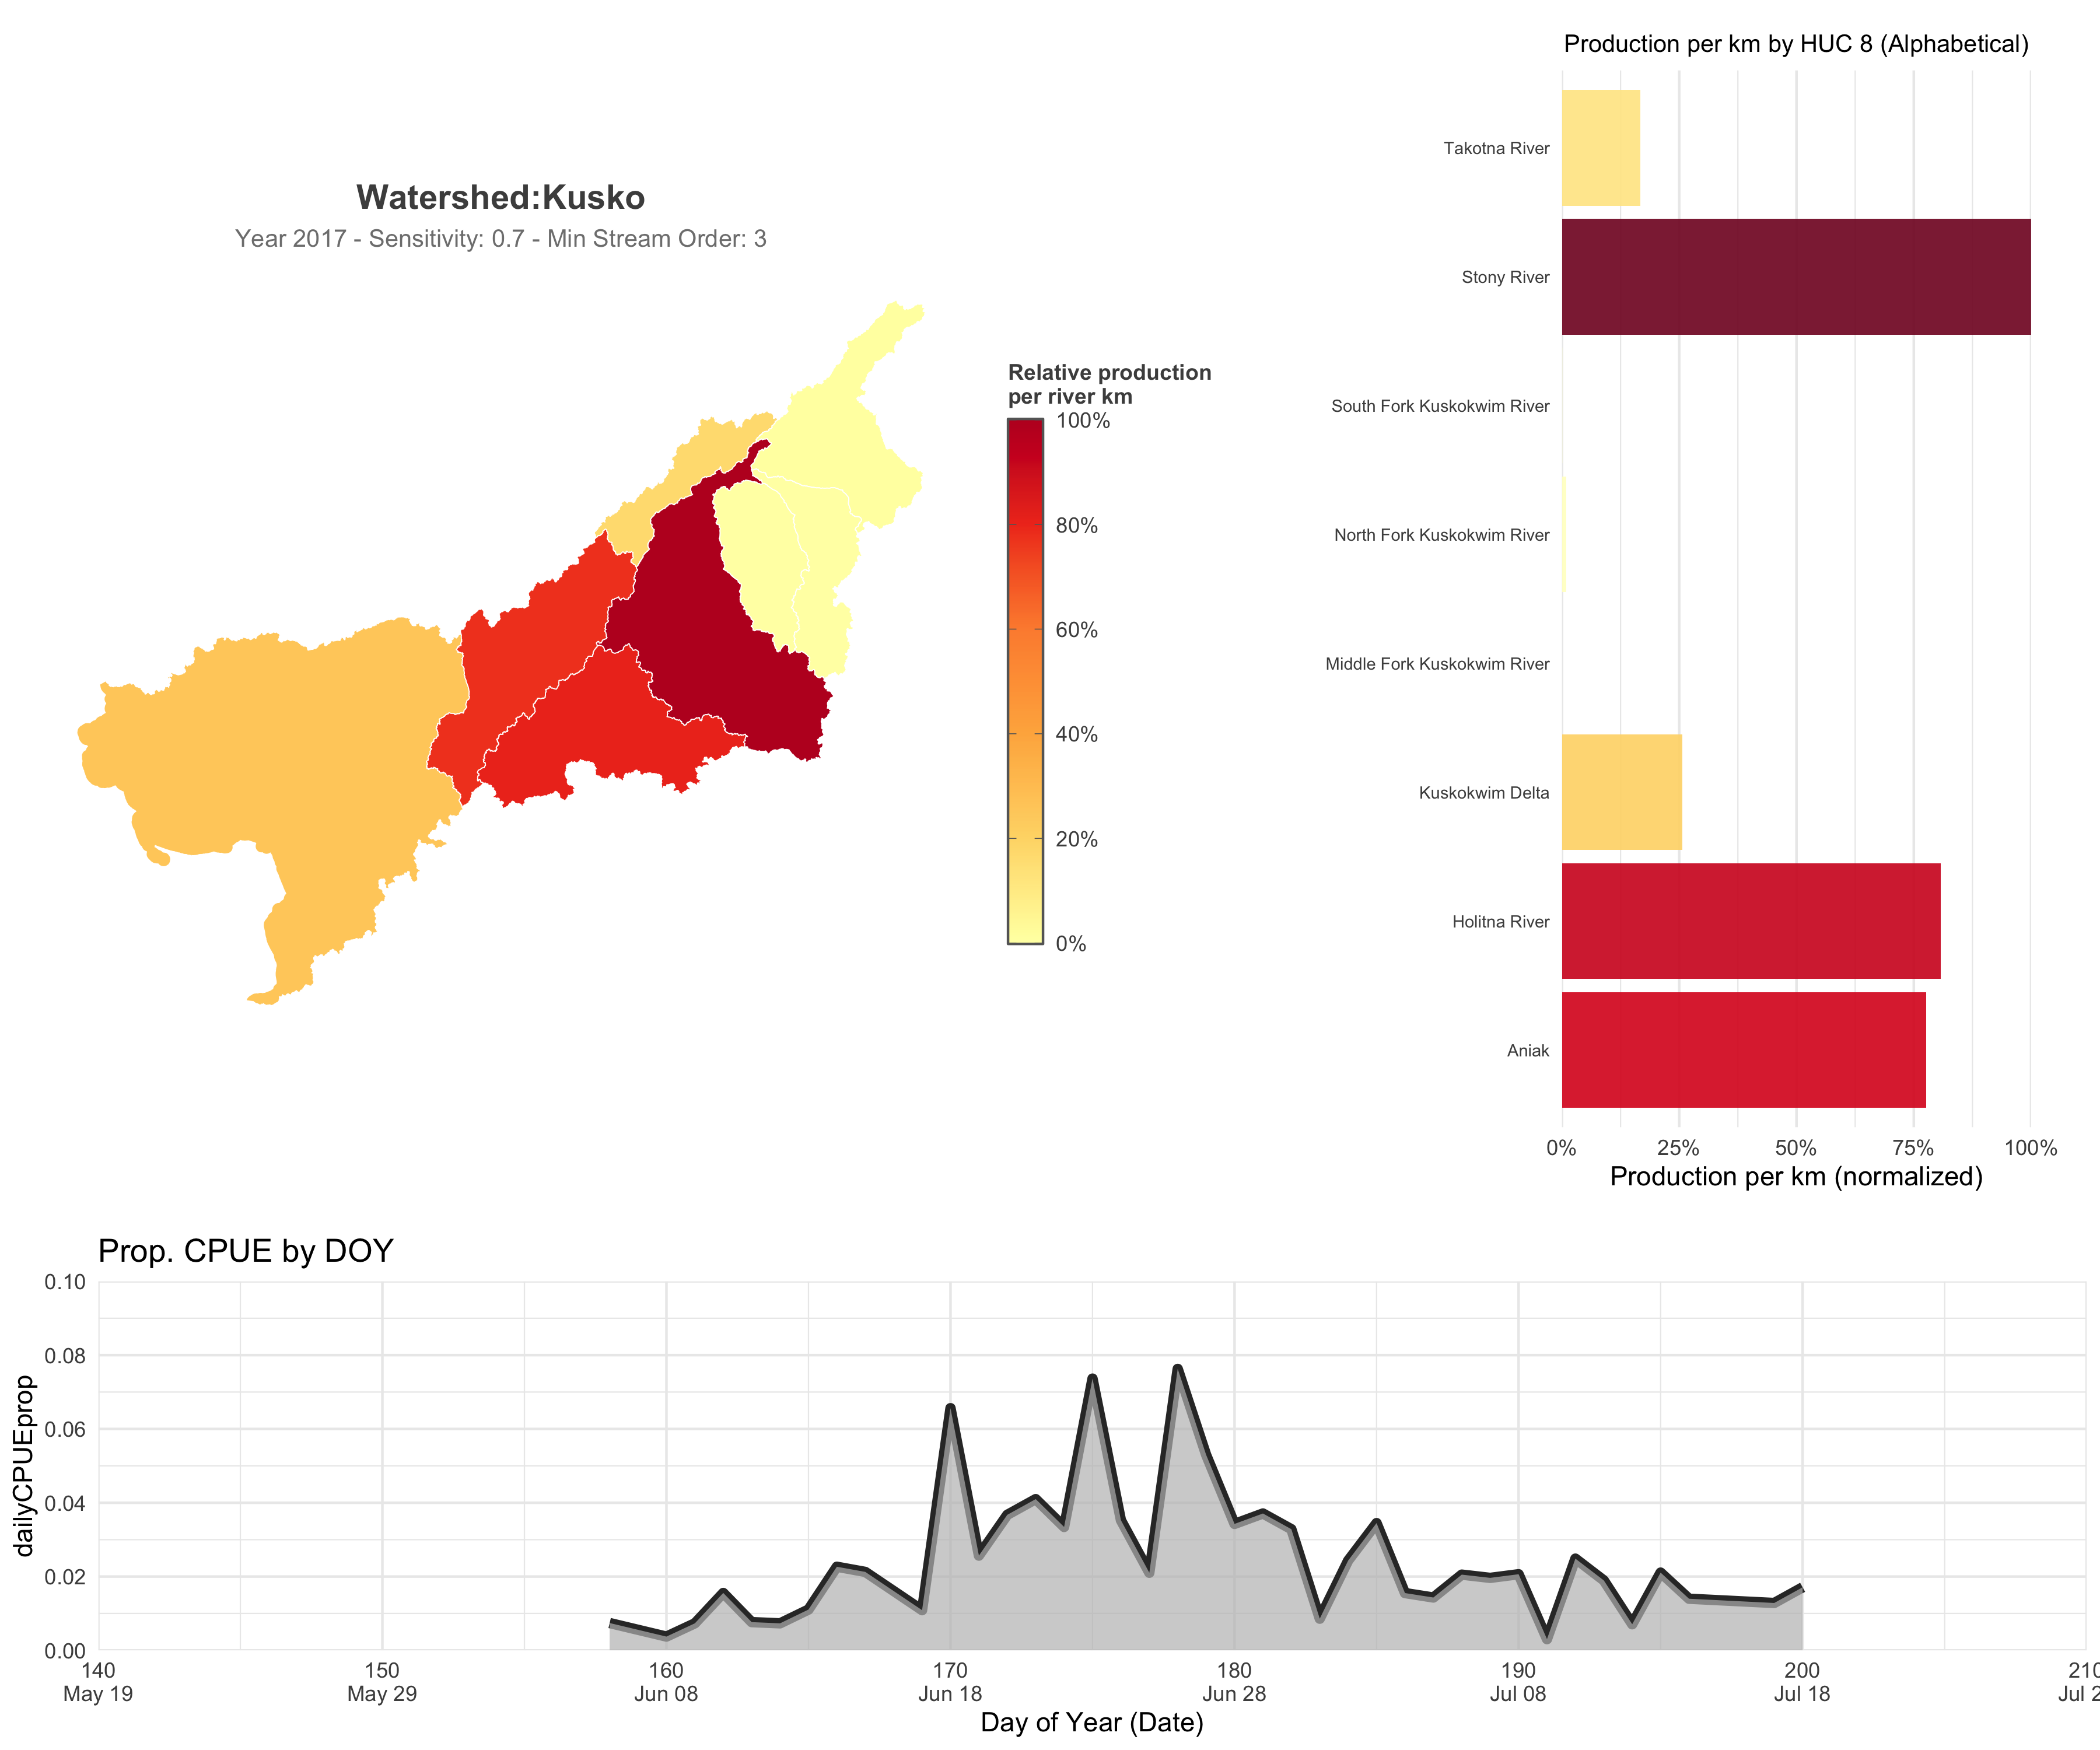 Production per km by HUC 8 (Alphabetical)
Takotna River
Stony River
South Fork Kuskokwim River
North Fork Kuskokwim River
Middle Fork Kuskokwim River
Kuskokwim Delta
Holitna River
Aniak
0% 25% 50% 75% 100%
Production per km (normalized)
Watershed:Kusko
Year 2017 - Sensitivity: 0.7 - Min Stream Order: 3
Relative production
per river km
100%
80%
60%
40%
20%
0%
Prop. CPUE by DOY
dailyCPUEprop
0.10
0.08
0.06
0.04
0.02
0.00
140 150 160 170 180 190 200 210
May 19 May 29 Jun 08 Jun 18 Jun 28 Jul 08 Jul 18 Jul 2
Day of Year (Date)